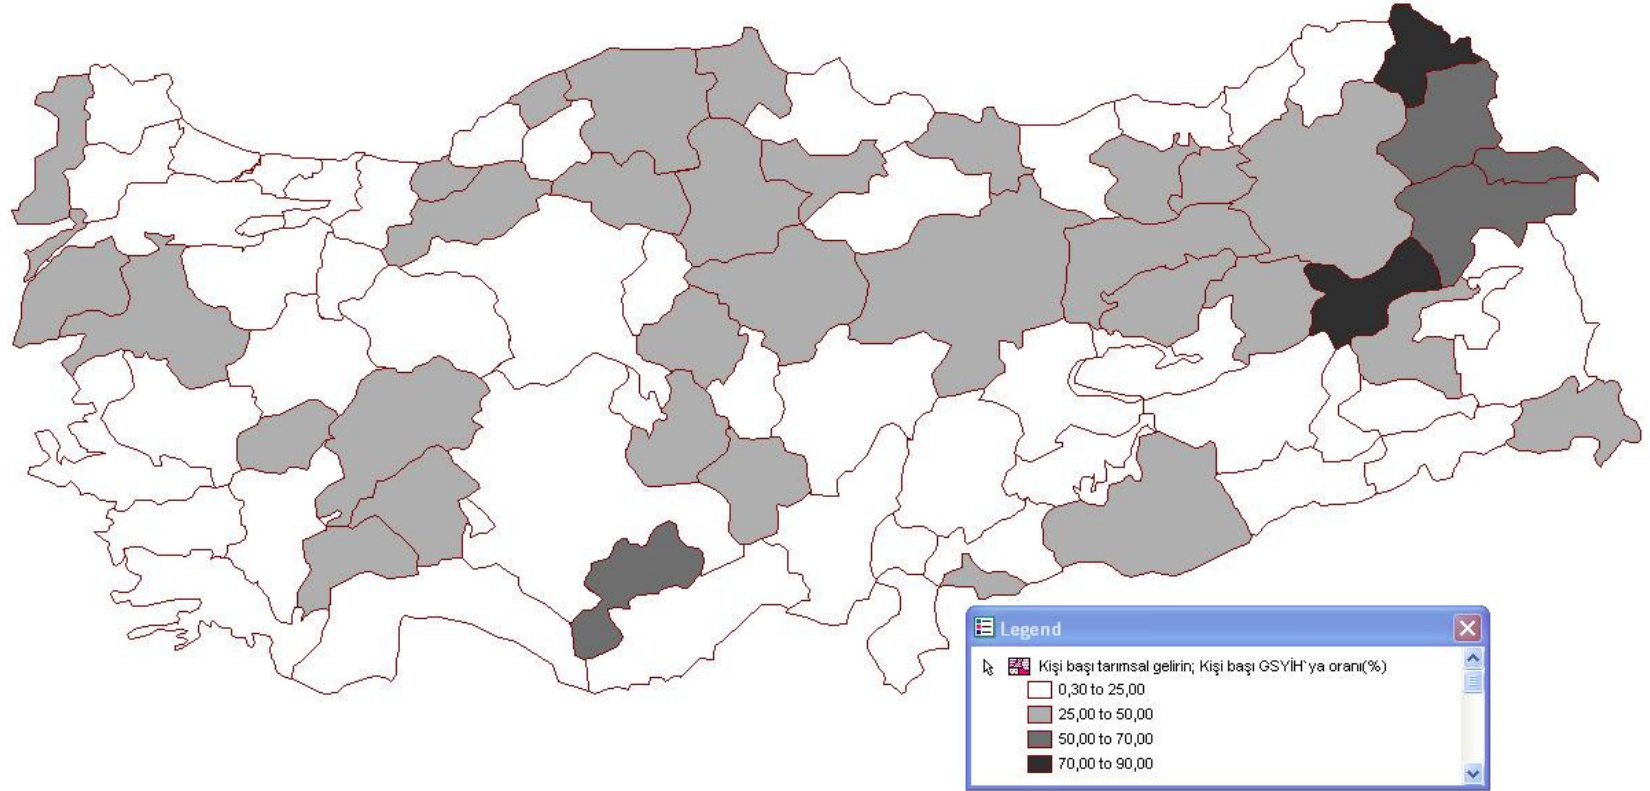 Legend
Kişi başı tarımsal gelirin; Kişi başı GSYİH`ya oranı(%)
0,30 to 25,00
25,00 to 50,00
50,00 to 70,00
70,00 to 90,00